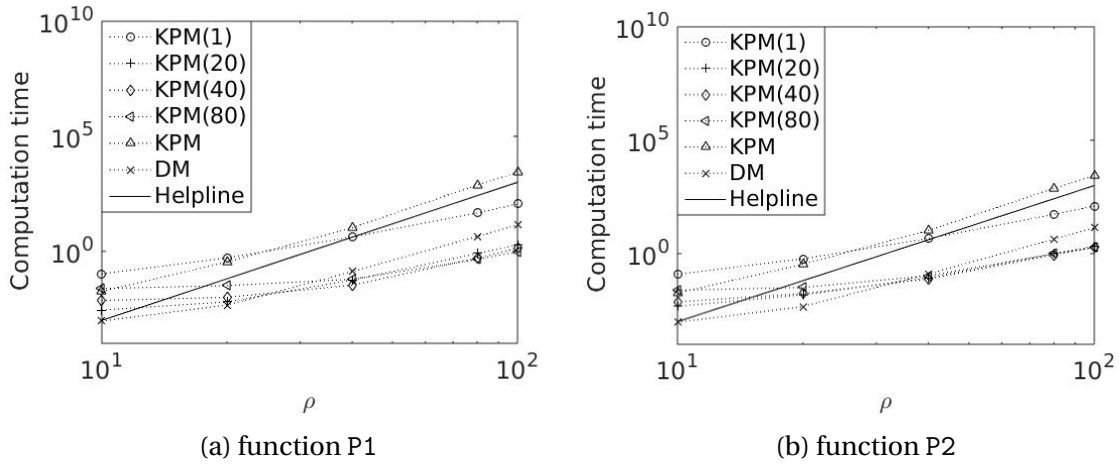 10^10
10^5
10^0
Computation time
KPM(1)
KPM(20)
KPM(40)
KPM(80)
KPM
DM
Helpline
10^1
10^2
ρ
(a) function P1
10^10
10^5
10^0
Computation time
KPM(1)
KPM(20)
KPM(40)
KPM(80)
KPM
DM
Helpline
10^1
10^2
ρ
(b) function P2